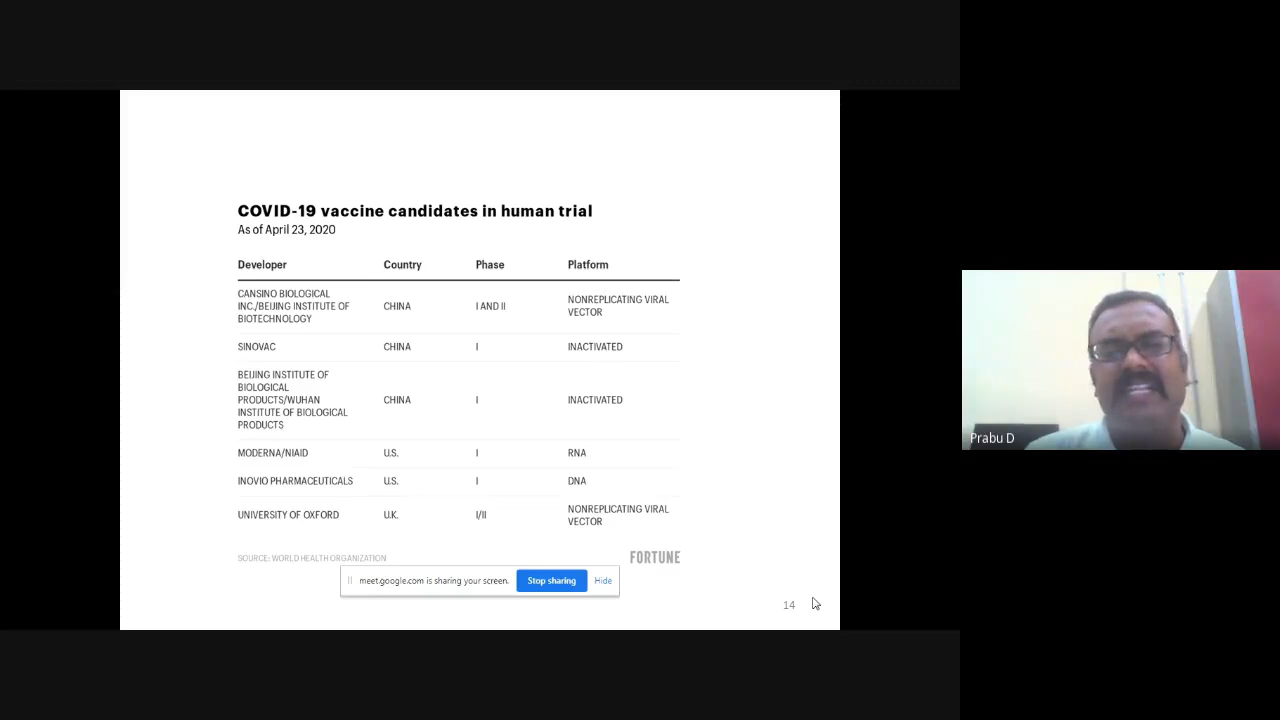 COVID-19 vaccine candidates in human trial
As of April 23, 2020
Developer Country Phase Platform
CANSINO BIOLOGICAL
INC./BEIJING INSTITUTE OF
BIOTECHNOLOGY
CHINA
I AND II
NONREPLICATING VIRAL
VECTOR
SINOVAC CHINA I INACTIVATED
BEIJING INSTITUTE OF
BIOLOGICAL
PRODUCTS/WUHAN
INSTITUTE OF BIOLOGICAL
PRODUCTS
CHINA
I
INACTIVATED
MODERNA/NIAID U.S. I RNA
INOVIO PHARMACEUTICALS U.S. I DNA
UNIVERSITY OF OXFORD U.K. I/II
NONREPLICATING VIRAL
VECTOR
SOURCE: WORLD HEALTH ORGANIZATION
FORTUNE
meet.google.com is sharing your screen. Stop sharing Hide
14
Prabu D